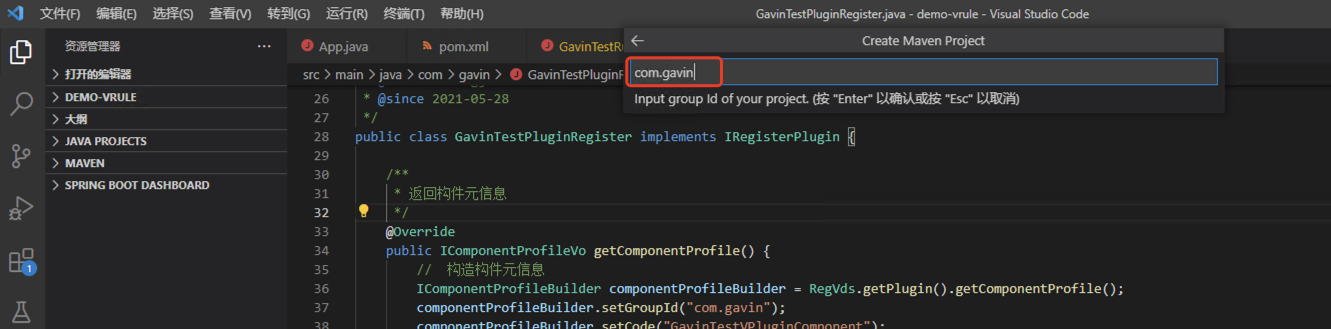 文件(F) 编辑(E) 选择(S) 查看(V) 转到(G) 运行(R) 终端(T) 帮助(H) GavinTestPluginRegister.java - demo-vrule - Visual Studio Code
资源管理器 ···
打开的编辑器
DEMO-VRULE
大纲
JAVA PROJECTS
MAVEN
SPRING BOOT DASHBOARD
1
App.java pom.xml GavinTestRu
Create Maven Project
com.gavin
Input group Id of your project. (按 "Enter" 以确认或按 "Esc" 以取消)
src > main > java > com > gavin > GavinTestPluginF
26 * @since 2021-05-28
27 */
28 public class GavinTestPluginRegister implements IRegisterPlugin {
29
30 /**
31 * 返回构件元信息
32 */
33 @Override
34 public IComponentProfileVo getComponentProfile() {
35 // 构造构件元信息
36 IComponentProfileBuilder componentProfileBuilder = RegVds.getPlugin().getComponentProfile();
37 componentProfileBuilder.setGroupId("com.gavin");
38 componentProfileBuilder.setCode("GavinTestVPluginComponent");